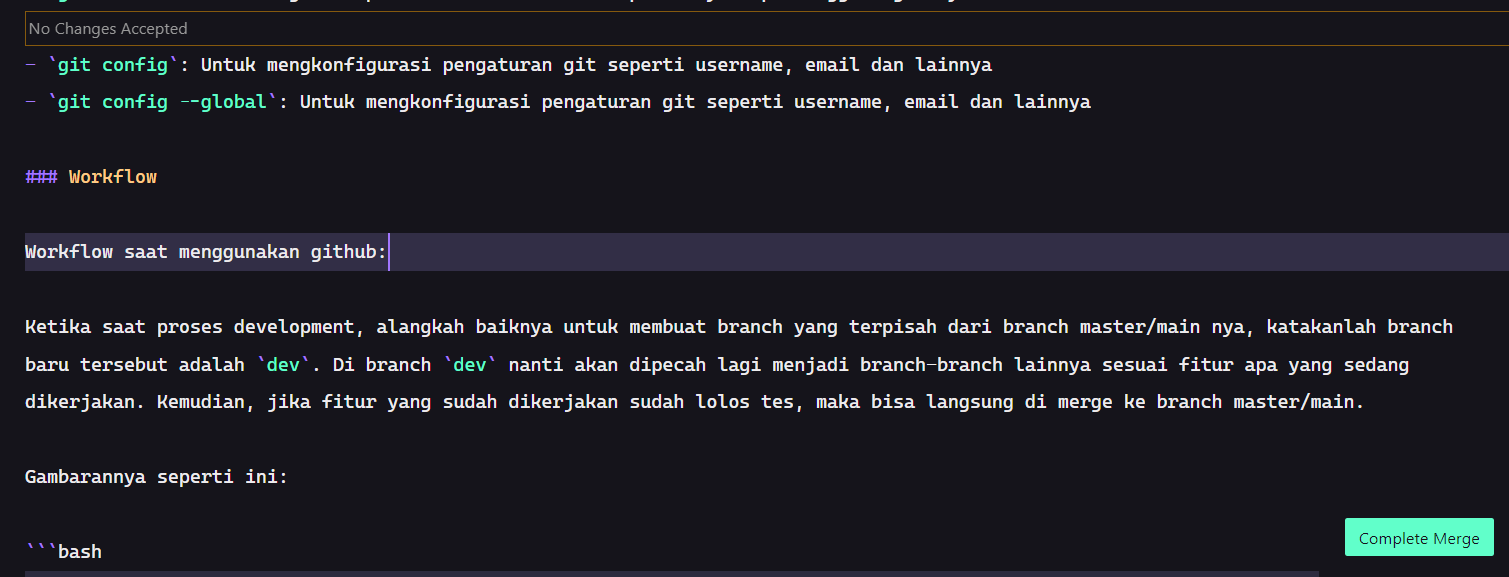 No Changes Accepted
- `git config`: Untuk mengkonfigurasi pengaturan git seperti username, email dan lainnya
- `git config --global`: Untuk mengkonfigurasi pengaturan git seperti username, email dan lainnya
### Workflow
Workflow saat menggunakan github:
Ketika saat proses development, alangkah baiknya untuk membuat branch yang terpisah dari branch master/main nya, katakanlah branch
baru tersebut adalah `dev`. Di branch `dev` nanti akan dipecah lagi menjadi branch-branch lainnya sesuai fitur apa yang sedang
dikerjakan. Kemudian, jika fitur yang sudah dikerjakan sudah lolos tes, maka bisa langsung di merge ke branch master/main.
Gambarannya seperti ini:
Complete Merge
```bash